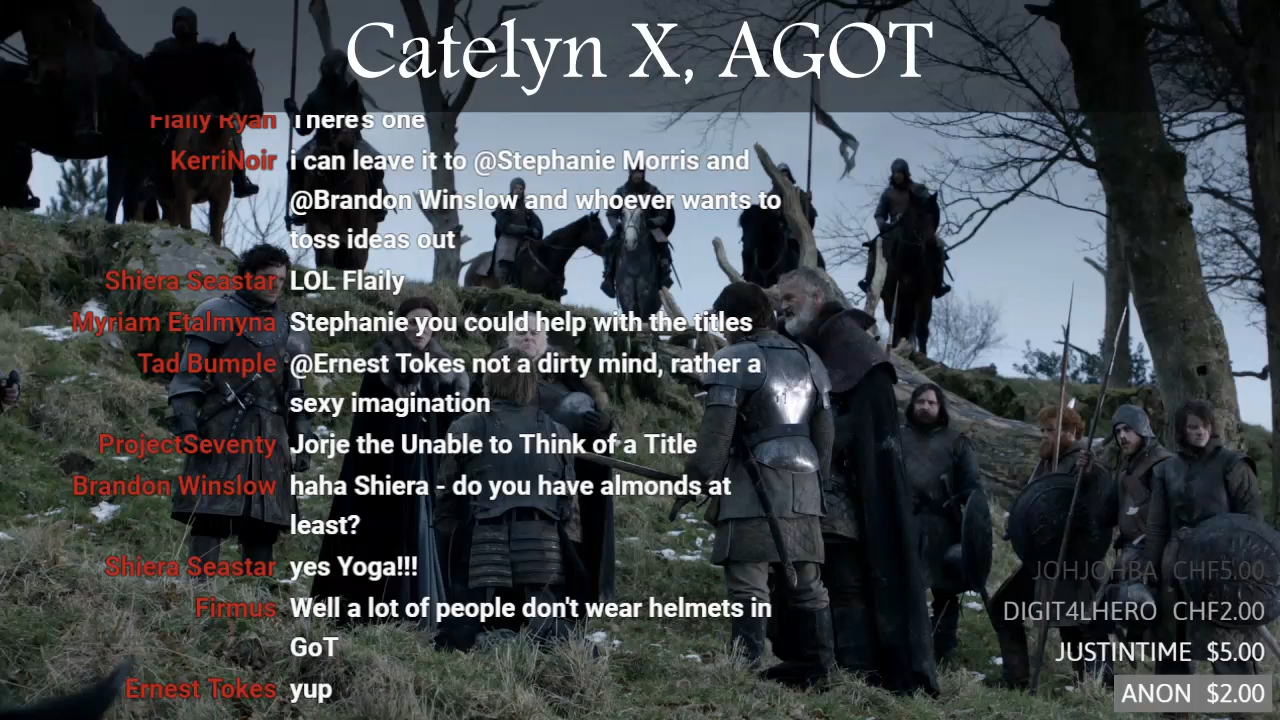 Catelyn X, AGOT
Flaily Ryan There's one
KerriNoir i can leave it to @Stephanie Morris and
@Brandon Winslow and whoever wants to
toss ideas out
Shiera Seastar LOL Flaily
Myriam Etalmyna Stephanie you could help with the titles
Tad Bumple @Ernest Tokes not a dirty mind, rather a
sexy imagination
ProjectSeventy Jorje the Unable to Think of a Title
Brandon Winslow haha Shiera - do you have almonds at
least?
Shiera Seastar yes Yoga!!!
Firmus Well a lot of people don't wear helmets in
GoT
Ernest Tokes yup
JOHJOHBA CHF5.00
DIGIT4LHERO CHF2.00
JUSTINTIME $5.00
ANON $2.00